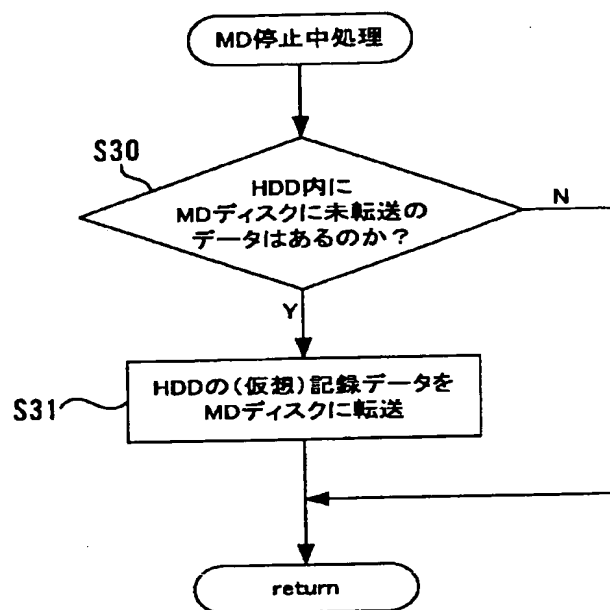 MD停止中処理
S30
HDD内に
MDディスクに未転送の
データはあるのか？
N
Y
S31
HDDの(仮想)記録データを
MDディスクに転送
return